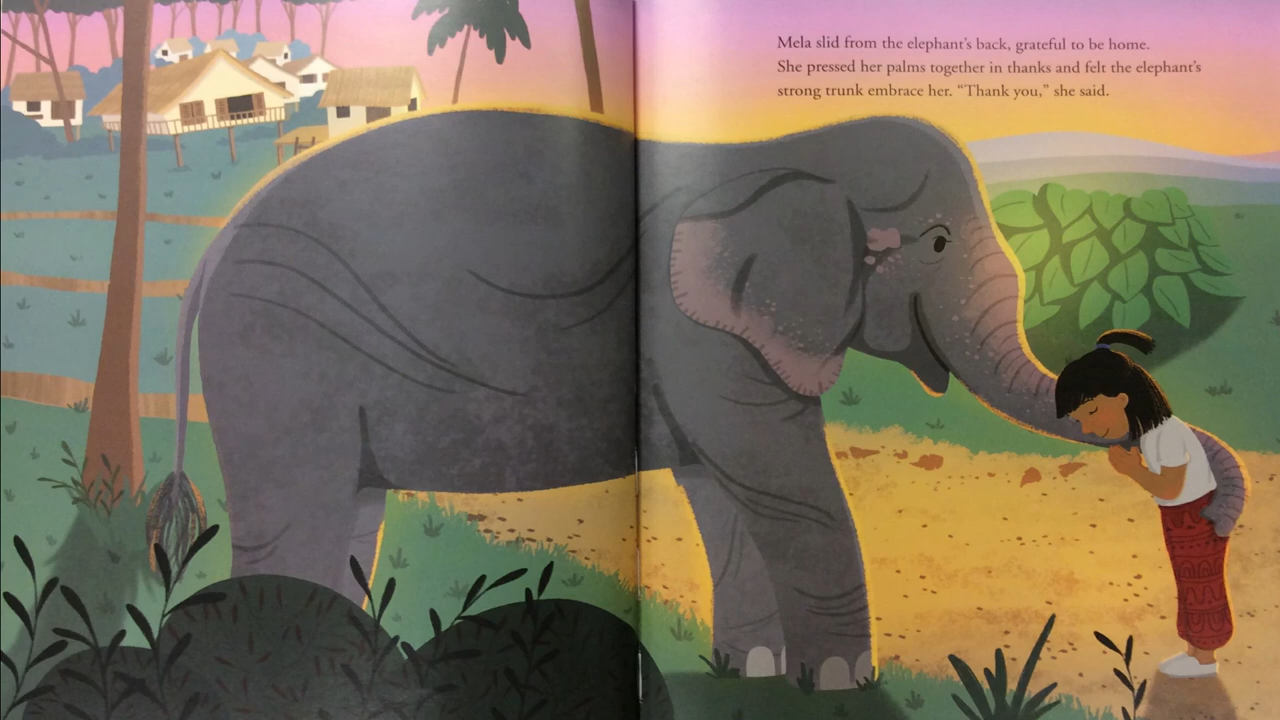 Mela slid from the elephant's back, grateful to be home.
She pressed her palms together in thanks and felt the elephant's
strong trunk embrace her. “Thank you,” she said.